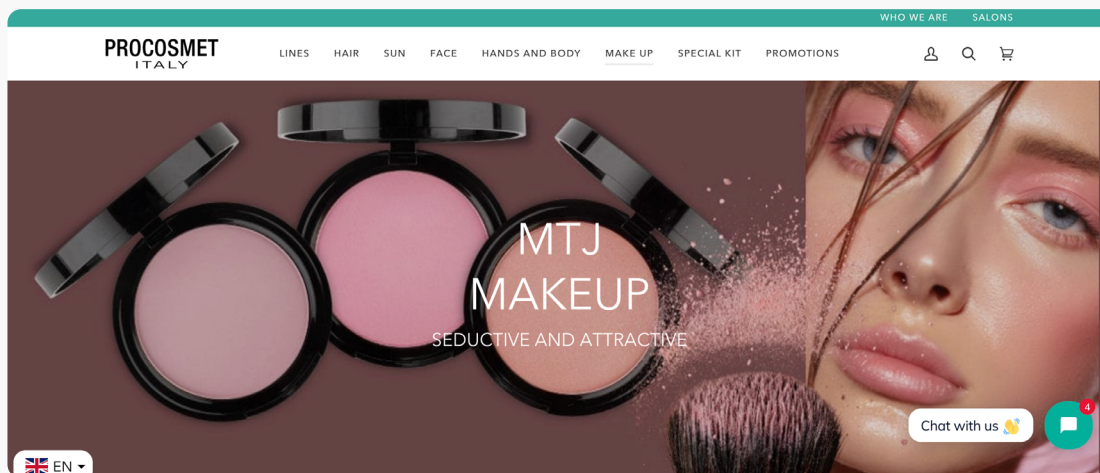 WHO WE ARE SALONS
PROCOSMET
ITALY
LINES HAIR SUN FACE HANDS AND BODY MAKE UP SPECIAL KIT PROMOTIONS
MTJ
MAKEUP
SEDUCTIVE AND ATTRACTIVE
4
Chat with us 👋
EN